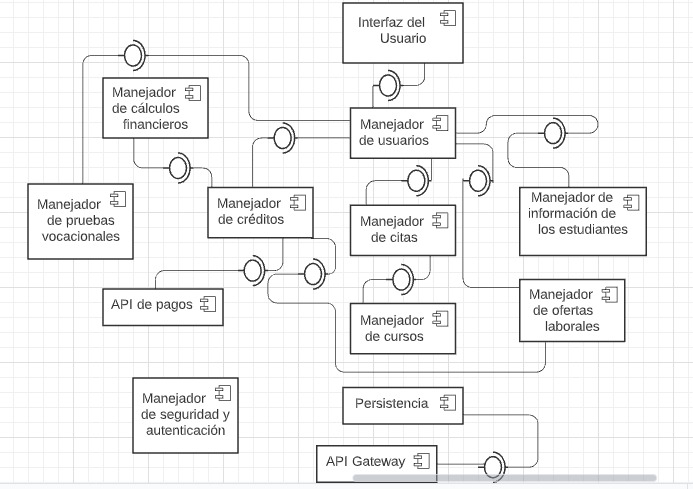 Interfaz del
Usuario
Manejador
de cálculos
financieros
Manejador
de usuarios
Manejador
de pruebas
vocacionales
Manejador
de créditos
Manejador
de citas
Manejador de
información de
los estudiantes
API de pagos
Manejador
de cursos
Manejador
de ofertas
laborales
Manejador
de seguridad y
autenticación
Persistencia
API Gateway